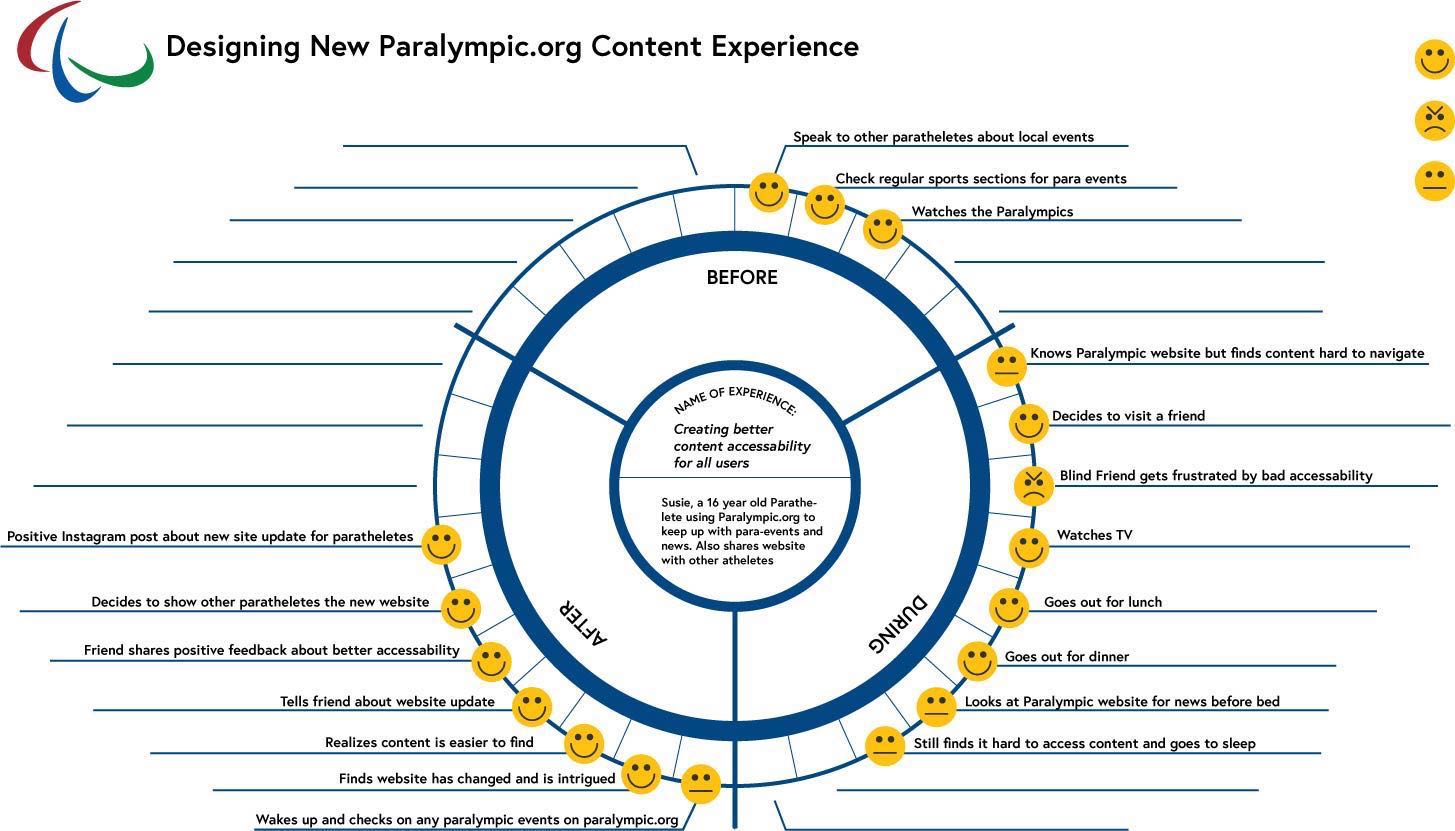 Designing New Paralympic.org Content Experience
Speak to other paratheletes about local events
Check regular sports sections for para events
Watches the Paralympics
BEFORE
Knows Paralympic website but finds content hard to navigate
Decides to visit a friend
Blind Friend gets frustrated by bad accessability
Watches TV
Goes out for lunch
Goes out for dinner
Looks at Paralympic website for news before bed
Still finds it hard to access content and goes to sleep
DURING
NAME OF EXPERIENCE:
Creating better
content accessability
for all users
Susie, a 16 year old Parathe-
lete using Paralympic.org to
keep up with para-events and
news. Also shares website
with other atheletes
AFTER
Positive Instagram post about new site update for paratheletes
Decides to show other paratheletes the new website
Friend shares positive feedback about better accessability
Tells friend about website update
Realizes content is easier to find
Finds website has changed and is intrigued
Wakes up and checks on any paralympic events on paralympic.org